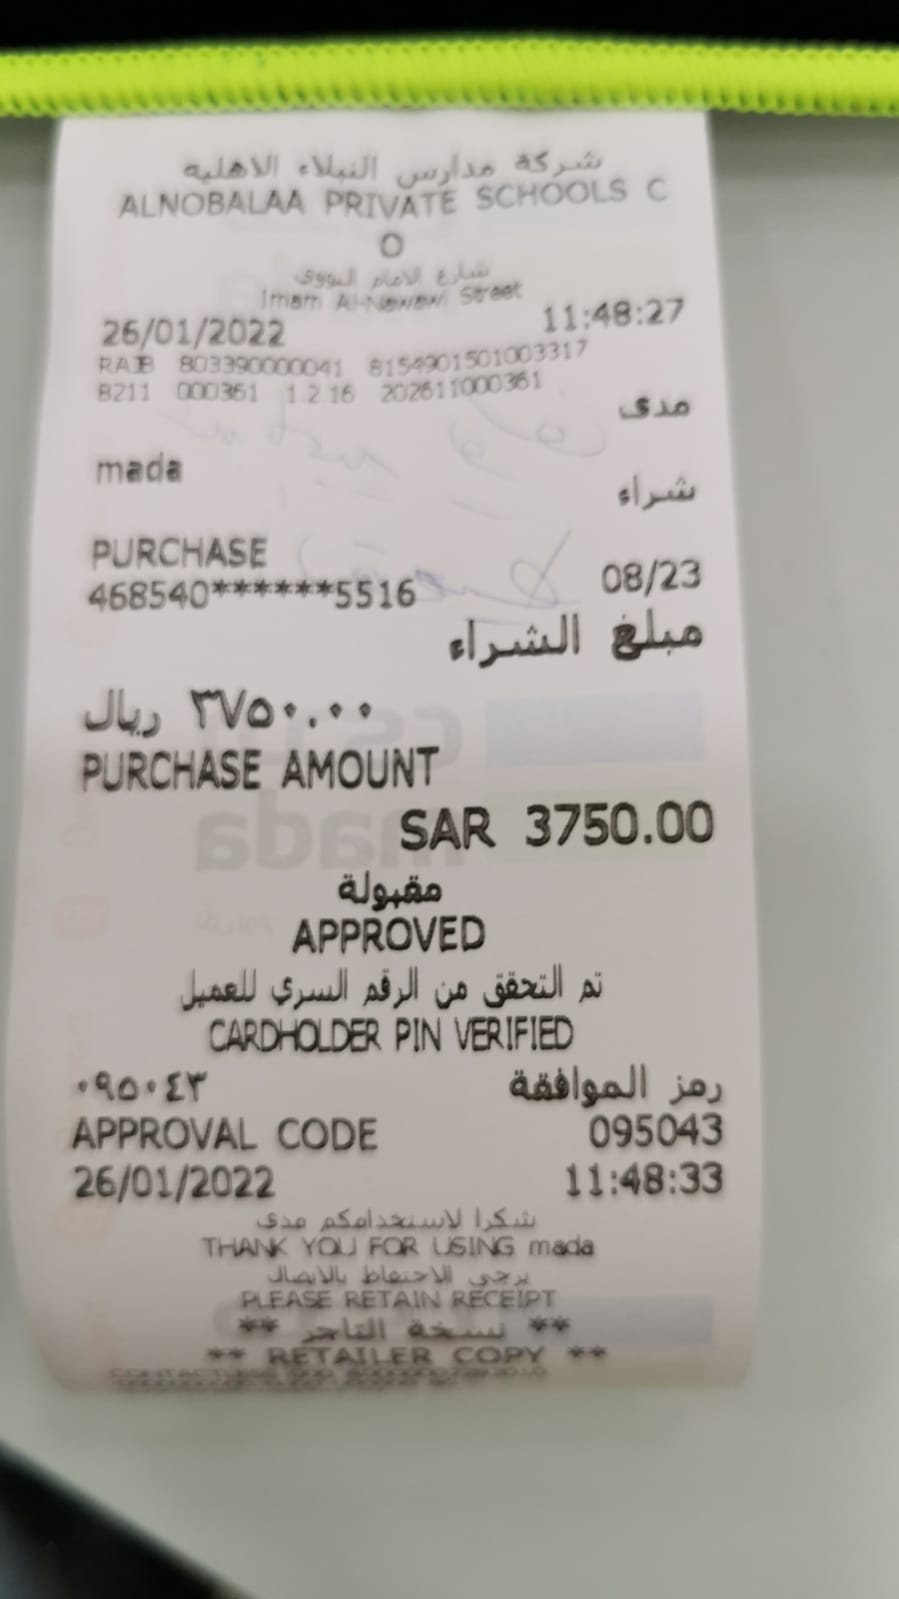 شركة مدارس النبلاء الاهلية
ALNOBALAA PRIVATE SCHOOLS C
O
شارع الامام النووى
Imam Al-Nawawi Street
26/01/2022 11:48:27
RAJB 803390000041 8154901501003317
8211 000361 1.2.16 202611000361
مدى
mada
شراء
PURCHASE
468540******5516 08/23
مبلغ الشراء
٣٧٥٠.٠٠ ريال
PURCHASE AMOUNT
SAR 3750.00
مقبولة
APPROVED
تم التحقق من الرقم السري للعميل
CARDHOLDER PIN VERIFIED
رمز الموافقة ٠٩٥٠٤٣
APPROVAL CODE 095043
26/01/2022 11:48:33
شكرا لاستخدامكم مدى
THANK YOU FOR USING mada
يرجى الاحتفاظ بالايصال
PLEASE RETAIN RECEIPT
** نسخة التاجر **
** RETAILER COPY **